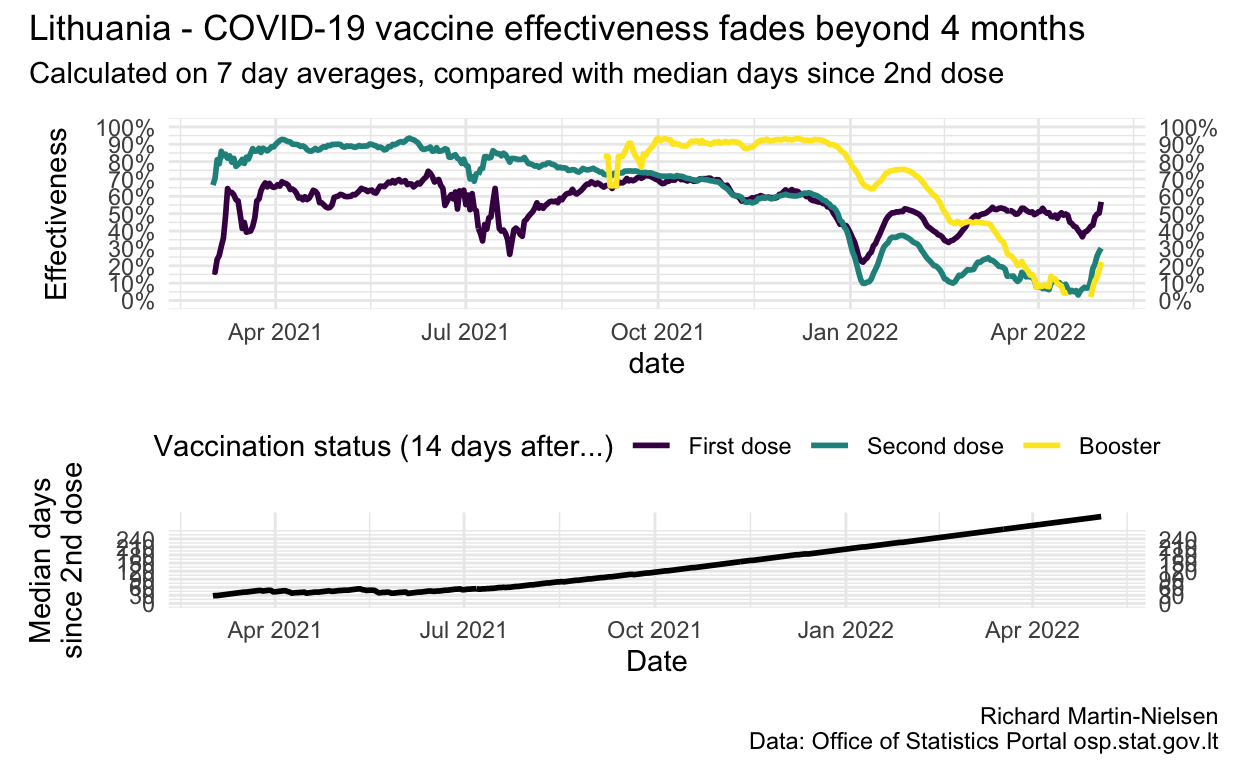 Lithuania - COVID-19 vaccine effectiveness fades beyond 4 months
Calculated on 7 day averages, compared with median days since 2nd dose
Effectiveness
100%
90%
80%
70%
60%
50%
40%
30%
20%
10%
0%
100%
90%
80%
70%
60%
50%
40%
30%
20%
10%
0%
Apr 2021 Jul 2021 Oct 2021 Jan 2022 Apr 2022
date
Vaccination status (14 days after...) First dose Second dose Booster
Median days
since 2nd dose
240
0
240
0
Apr 2021 Jul 2021 Oct 2021 Jan 2022 Apr 2022
Date
Richard Martin-Nielsen
Data: Office of Statistics Portal osp.stat.gov.lt